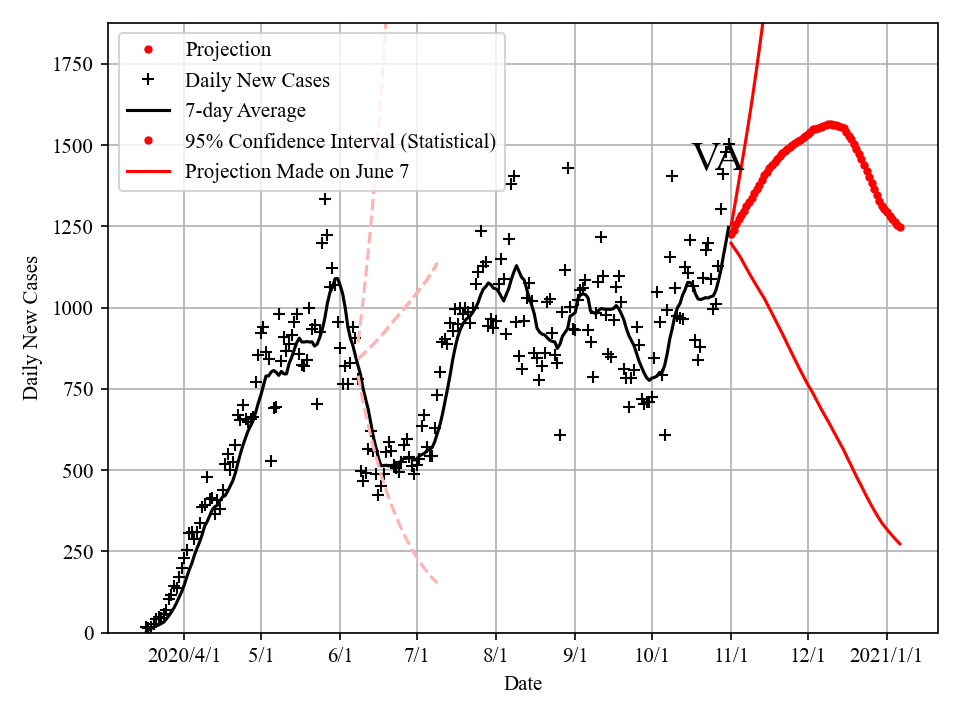 Projection
Daily New Cases
7-day Average
95% Confidence Interval (Statistical)
Projection Made on June 7
VA
1750
1500
1250
1000
750
500
250
0
Daily New Cases
2020/4/1 5/1 6/1 7/1 8/1 9/1 10/1 11/1 12/1 2021/1/1
Date